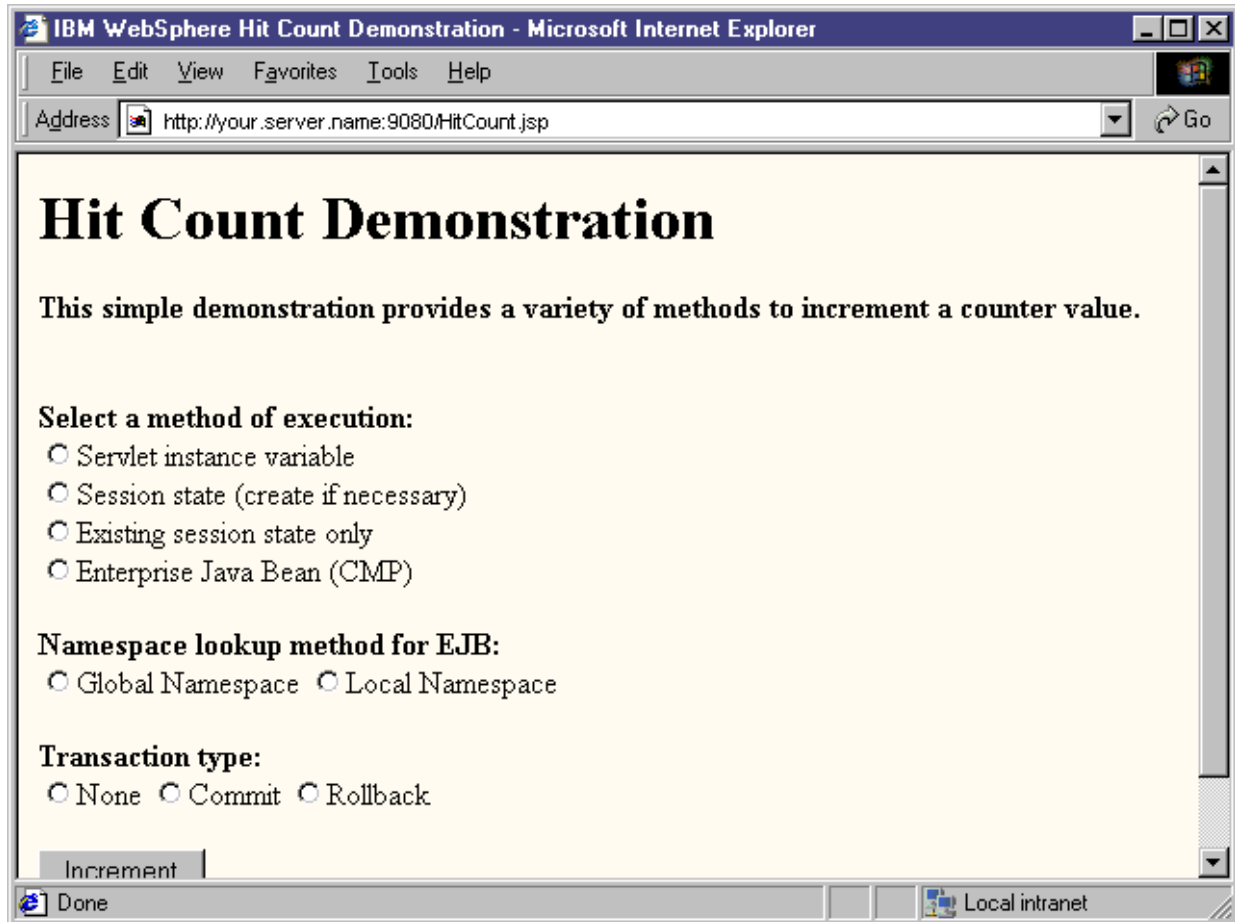 IBM WebSphere Hit Count Demonstration - Microsoft Internet Explorer
File Edit View Favorites Tools Help
Address http://your.server.name:9080/HitCount.jsp Go
Hit Count Demonstration
This simple demonstration provides a variety of methods to increment a counter value.
Select a method of execution:
Servlet instance variable
Session state (create if necessary)
Existing session state only
Enterprise Java Bean (CMP)
Namespace lookup method for EJB:
Global Namespace Local Namespace
Transaction type:
None Commit Rollback
Increment
Done Local intranet